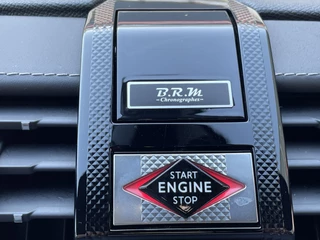 B.R.M
-Chronographes-
START
ENGINE
STOP